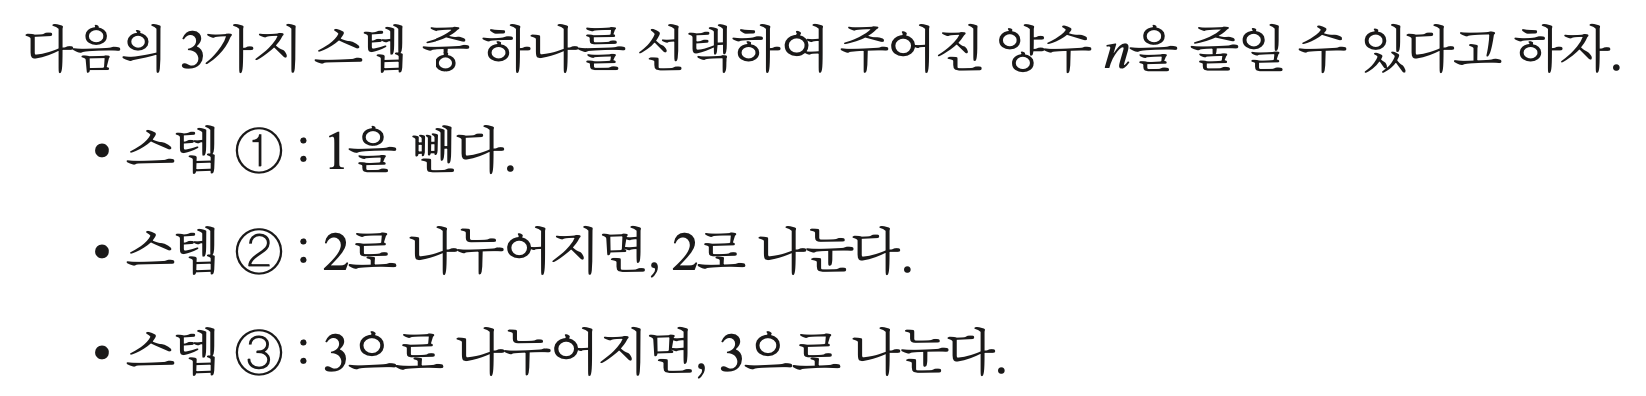 다음의 3가지 스텝 중 하나를 선택하여 주어진 양수 n을 줄일 수 있다고 하자.
• 스텝 ① : 1을 뺀다.
• 스텝 ② : 2로 나누어지면, 2로 나눈다.
• 스텝 ③ : 3으로 나누어지면, 3으로 나눈다.